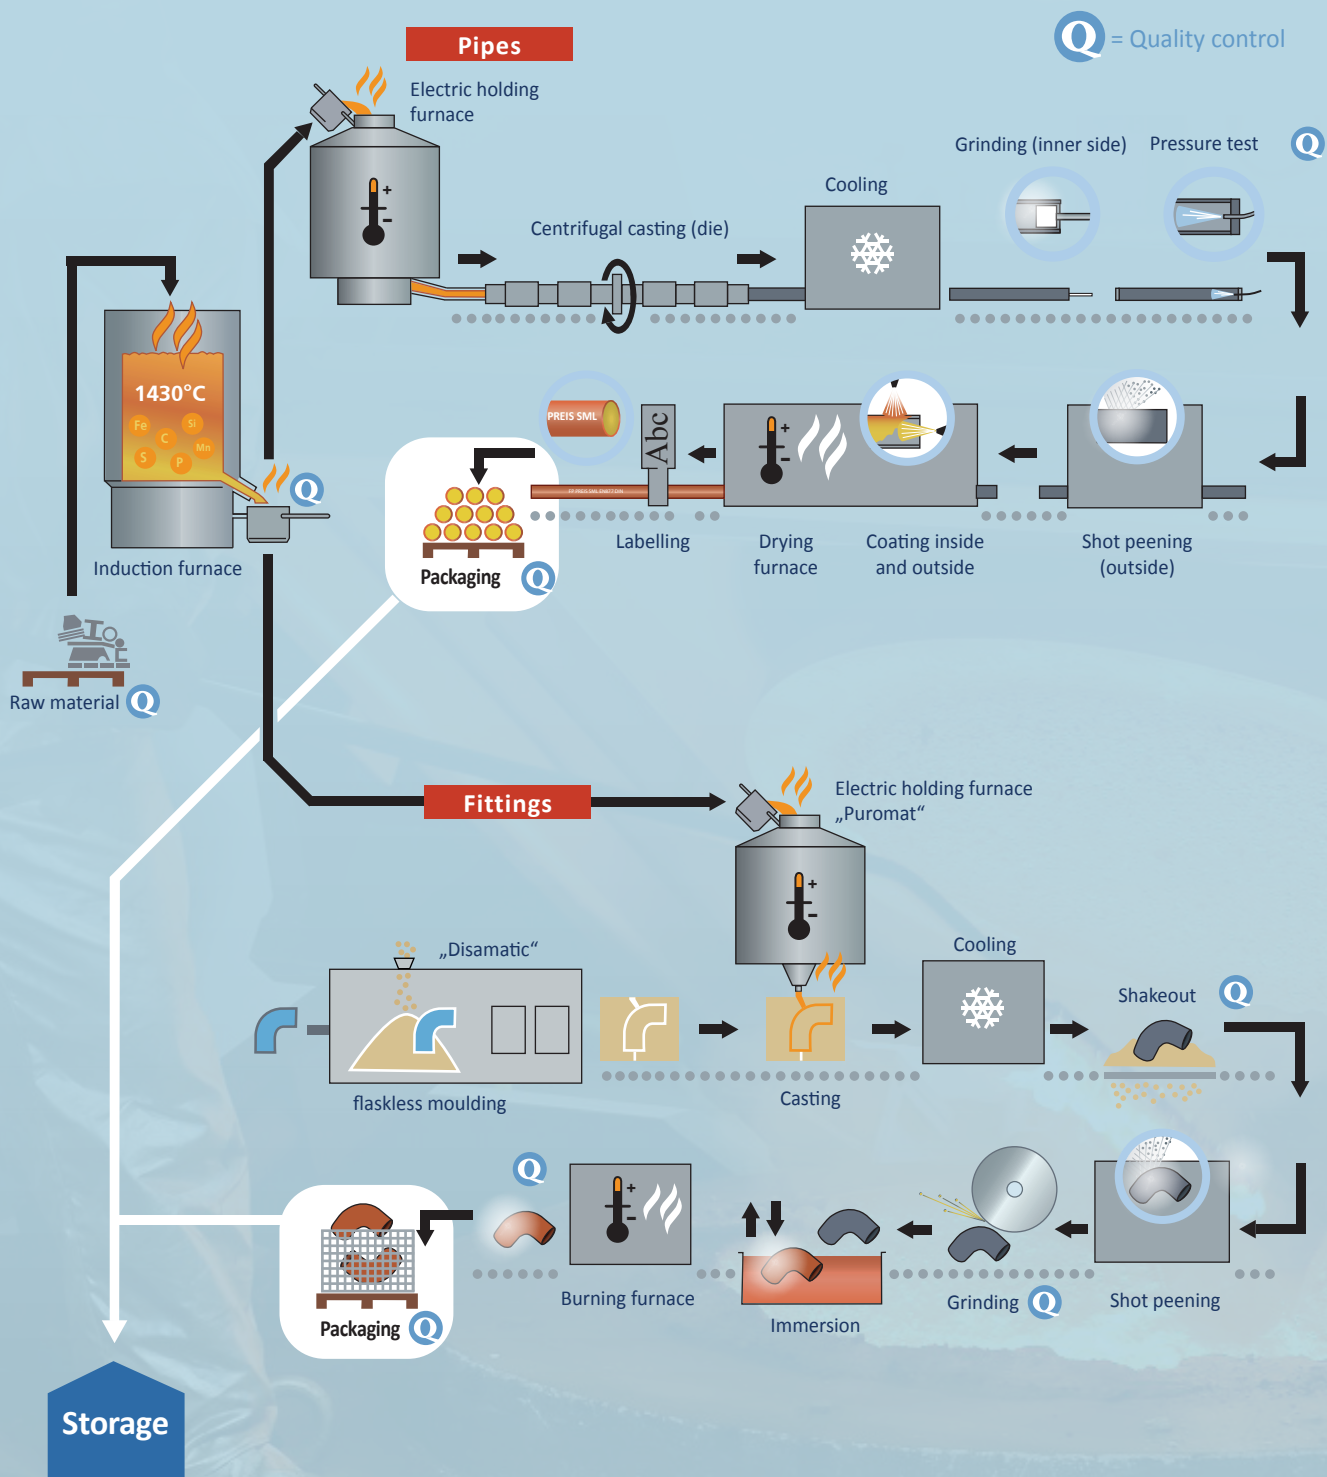 Pipes
Q = Quality control
Electric holding
furnace
Grinding (inner side)
Pressure test
Q
Cooling
Centrifugal casting (die)
1430°C
Fe
Si
C
Mn
S
P
Q
Induction furnace
PREIS SML
Abc
Labelling
Drying
furnace
Coating inside
and outside
Shot peening
(outside)
Packaging
Q
Raw material
Q
Fittings
Electric holding furnace
„Puromat“
„Disamatic“
Cooling
Shakeout
Q
flaskless moulding
Casting
Q
Packaging
Q
Burning furnace
Immersion
Grinding
Q
Shot peening
Storage